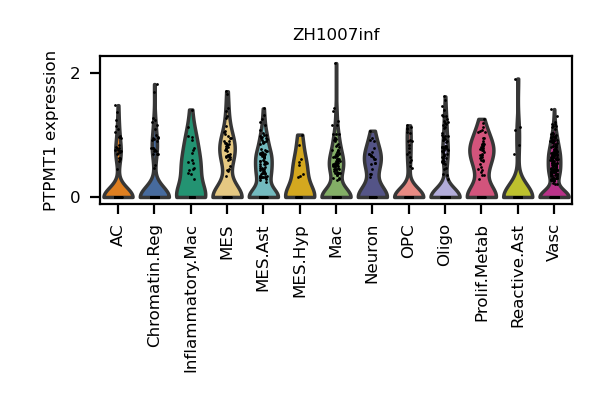 ZH1007inf
PTPMT1 expression
2
0
AC
Chromatin.Reg
Inflammatory.Mac
MES
MES.Ast
MES.Hyp
Mac
Neuron
OPC
Oligo
Prolif.Metab
Reactive.Ast
Vasc